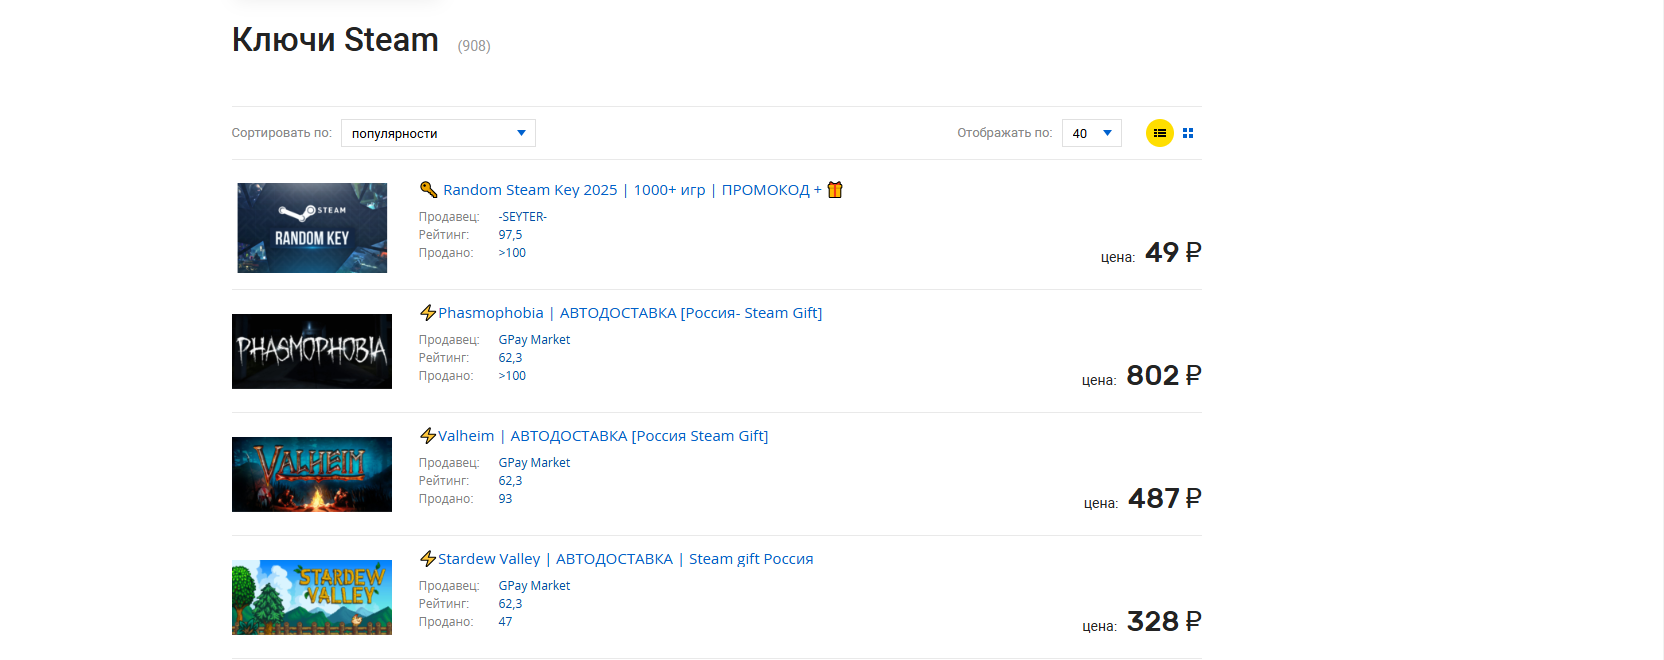 Ключи Steam (908)
Сортировать по: популярности Отображать по: 40
STEAM
RANDOM KEY
🔑 Random Steam Key 2025 | 1000+ игр | ПРОМОКОД + 🎁
Продавец: -SEYTER-
Рейтинг: 97,5
Продано: >100
цена: 49 ₽
PHASMOPHOBIA
⚡Phasmophobia | АВТОДОСТАВКА [Россия- Steam Gift]
Продавец: GPay Market
Рейтинг: 62,3
Продано: >100
цена: 802 ₽
VALHEIM
⚡Valheim | АВТОДОСТАВКА [Россия Steam Gift]
Продавец: GPay Market
Рейтинг: 62,3
Продано: 93
цена: 487 ₽
STARDEW
VALLEY
⚡Stardew Valley | АВТОДОСТАВКА | Steam gift Россия
Продавец: GPay Market
Рейтинг: 62,3
Продано: 47
цена: 328 ₽